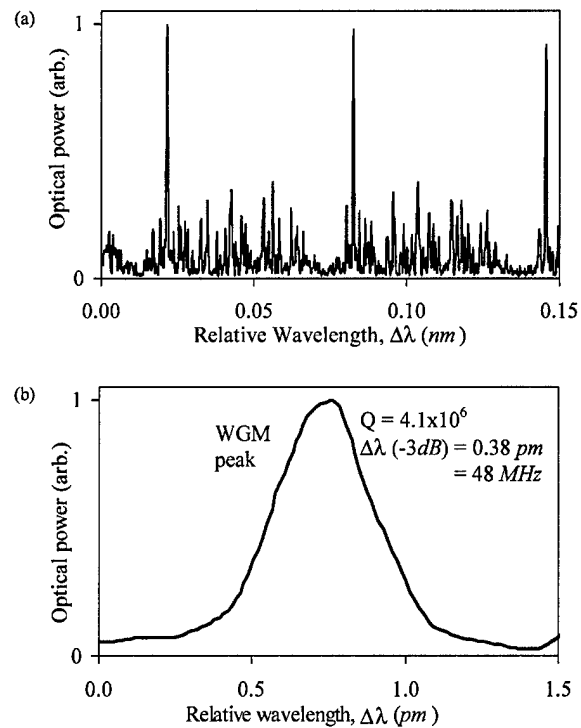 (a)
1
Optical power (arb.)
0
0.00 0.05 0.10 0.15
Relative Wavelength, Δλ (nm)
(b)
1
WGM
peak
Q = 4.1x10⁶
Δλ (-3dB) = 0.38 pm
= 48 MHz
Optical power (arb.)
0
0.0 0.5 1.0 1.5
Relative wavelength, Δλ (pm)